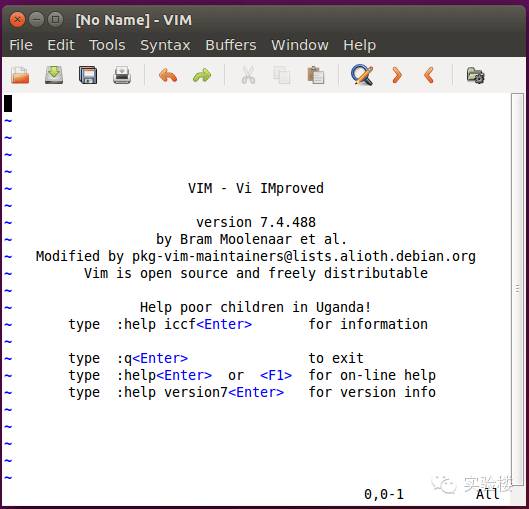 [No Name] - VIM
File Edit Tools Syntax Buffers Window Help
~
~
~
~
~ VIM - Vi IMproved
~
~ version 7.4.488
~ by Bram Moolenaar et al.
~ Modified by pkg-vim-maintainers@lists.alioth.debian.org
~ Vim is open source and freely distributable
~
~ Help poor children in Uganda!
~ type :help iccf<Enter> for information
~
~ type :q<Enter> to exit
~ type :help<Enter> or <F1> for on-line help
~ type :help version7<Enter> for version info
~
~
~
~
~
实验楼
0,0-1 All